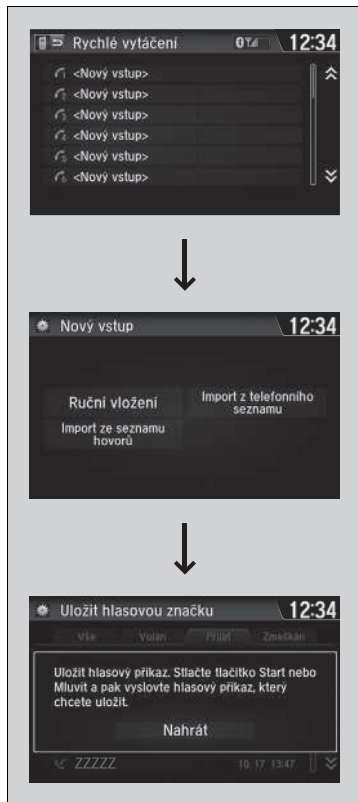 Rychlé vytáčení 12:34
<Nový vstup>
<Nový vstup>
<Nový vstup>
<Nový vstup>
<Nový vstup>
<Nový vstup>
Nový vstup 12:34
Ruční vložení
Import z telefonního
seznamu
Import ze seznamu
hovorů
Uložit hlasovou značku 12:34
Vše Volán Přijat Zmeškán
Uložit hlasový příkaz. Stlačte tlačítko Start nebo
Mluvit a pak vyslovte hlasový příkaz, který
chcete uložit.
Nahrát
ZZZZZ 10. 17 13:47